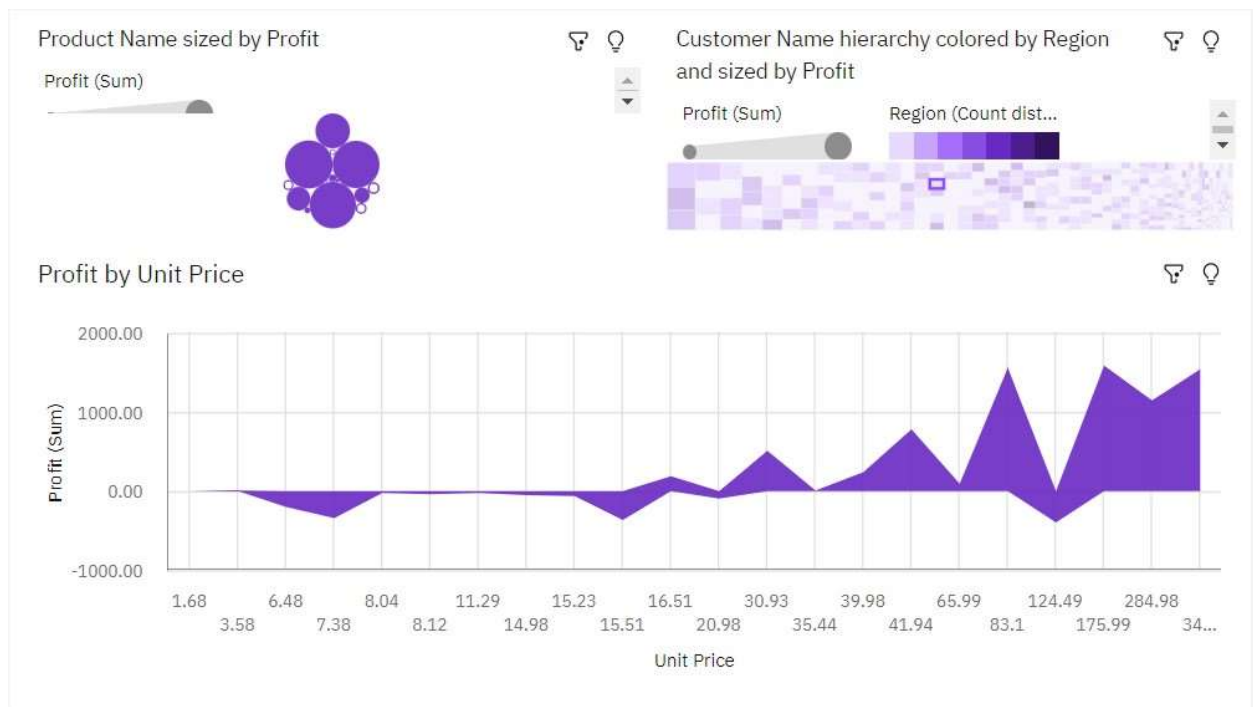 Product Name sized by Profit
Profit (Sum)
Customer Name hierarchy colored by Region
and sized by Profit
Profit (Sum)
Region (Count dist...
Profit by Unit Price
2000.00
1000.00
0.00
-1000.00
Profit (Sum)
1.68 6.48 8.04 11.29 15.23 16.51 30.93 39.98 65.99 124.49 284.98
3.58 7.38 8.12 14.98 15.51 20.98 35.44 41.94 83.1 175.99 34...
Unit Price